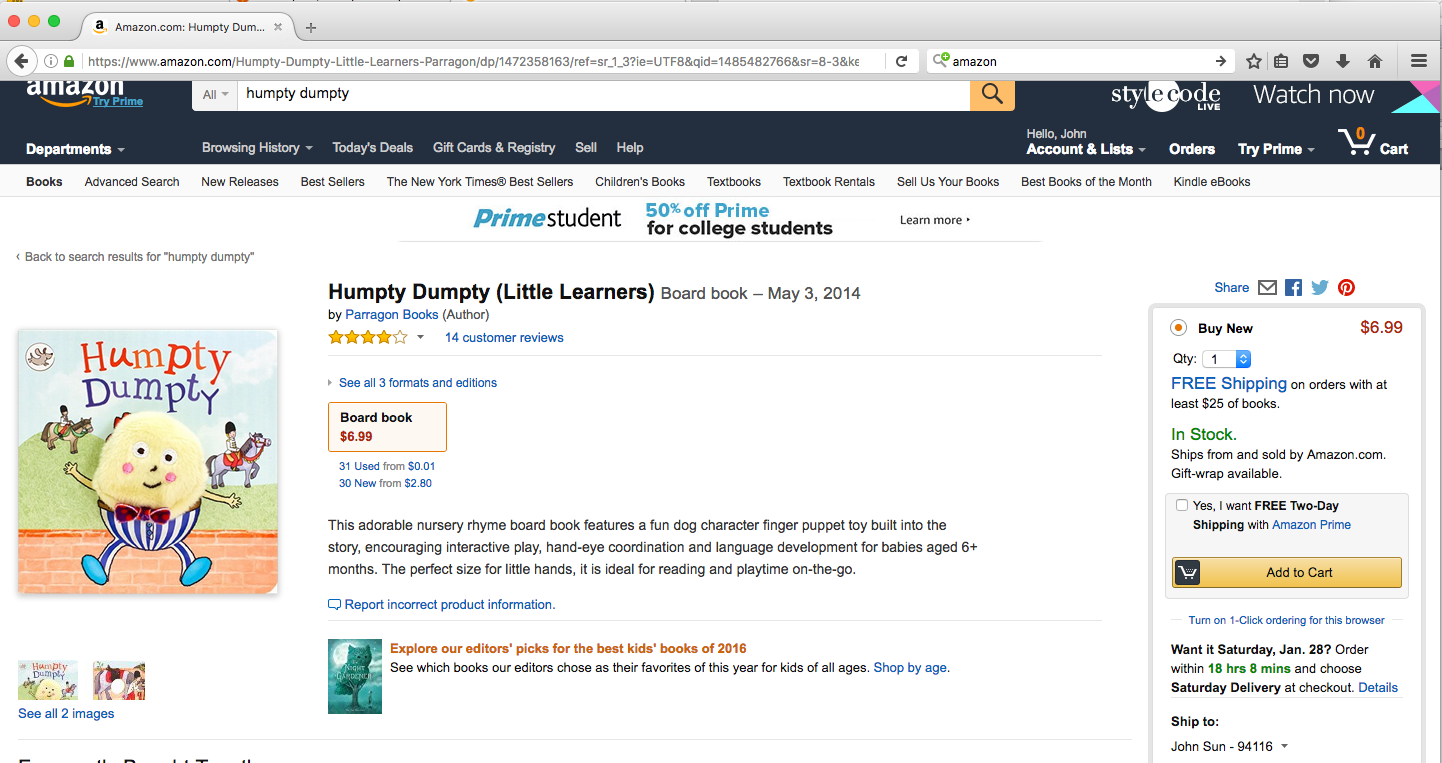 Amazon.com: Humpty Dum...
https://www.amazon.com/Humpty-Dumpty-Little-Learners-Parragon/dp/1472358163/ref=sr_1_3?ie=UTF8&qid=1485482766&sr=8-3&ke
amazon
amazon
Try Prime
All
humpty dumpty
stylecode LIVE
Watch now
Departments
Browsing History
Today's Deals
Gift Cards & Registry
Sell
Help
Hello, John
Account & Lists
Orders
Try Prime
0
Cart
Books
Advanced Search
New Releases
Best Sellers
The New York Times® Best Sellers
Children's Books
Textbooks
Textbook Rentals
Sell Us Your Books
Best Books of the Month
Kindle eBooks
Prime student
50% off Prime
for college students
Learn more
‹ Back to search results for "humpty dumpty"
Humpty
Dumpty
Humpty
Dumpty
See all 2 images
Humpty Dumpty (Little Learners) Board book – May 3, 2014
by Parragon Books (Author)
14 customer reviews
See all 3 formats and editions
Board book
$6.99
31 Used from $0.01
30 New from $2.80
This adorable nursery rhyme board book features a fun dog character finger puppet toy built into the
story, encouraging interactive play, hand-eye coordination and language development for babies aged 6+
months. The perfect size for little hands, it is ideal for reading and playtime on-the-go.
Report incorrect product information.
NIGHT
GARDENER
Explore our editors' picks for the best kids' books of 2016
See which books our editors chose as their favorites of this year for kids of all ages. Shop by age.
Share
Buy New
$6.99
Qty: 1
FREE Shipping on orders with at
least $25 of books.
In Stock.
Ships from and sold by Amazon.com.
Gift-wrap available.
Yes, I want FREE Two-Day
Shipping with Amazon Prime
Add to Cart
Turn on 1-Click ordering for this browser
Want it Saturday, Jan. 28? Order
within 18 hrs 8 mins and choose
Saturday Delivery at checkout. Details
Ship to:
John Sun - 94116